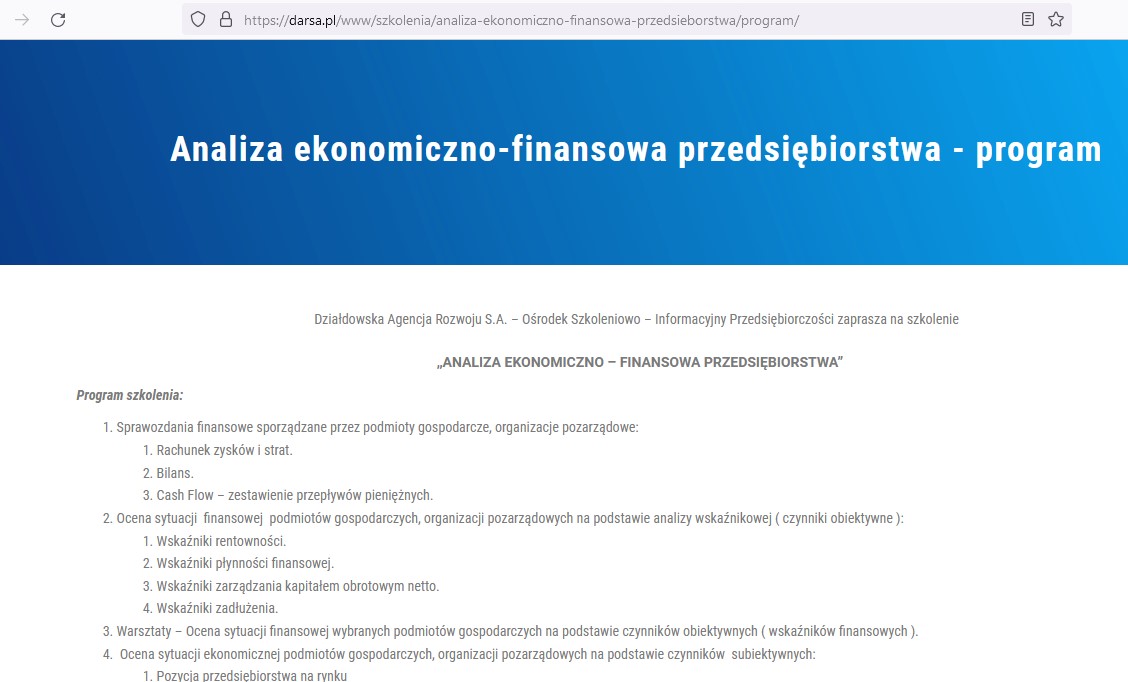 https://darsa.pl/www/szkolenia/analiza-ekonomiczno-finansowa-przedsieborstwa/program/
Analiza ekonomiczno-finansowa przedsiębiorstwa - program
Działdowska Agencja Rozwoju S.A. – Ośrodek Szkoleniowo – Informacyjny Przedsiębiorczości zaprasza na szkolenie
„ANALIZA EKONOMICZNO – FINANSOWA PRZEDSIĘBIORSTWA”
Program szkolenia:
1. Sprawozdania finansowe sporządzane przez podmioty gospodarcze, organizacje pozarządowe:
1. Rachunek zysków i strat.
2. Bilans.
3. Cash Flow – zestawienie przepływów pieniężnych.
2. Ocena sytuacji  finansowej  podmiotów gospodarczych, organizacji pozarządowych na podstawie analizy wskaźnikowej ( czynniki obiektywne ):
1. Wskaźniki rentowności.
2. Wskaźniki płynności finansowej.
3. Wskaźniki zarządzania kapitałem obrotowym netto.
4. Wskaźniki zadłużenia.
3. Warsztaty – Ocena sytuacji finansowej wybranych podmiotów gospodarczych na podstawie czynników obiektywnych ( wskaźników finansowych ).
4.  Ocena sytuacji ekonomicznej podmiotów gospodarczych, organizacji pozarządowych na podstawie czynników  subiektywnych:
1. Pozycja przedsiębiorstwa na rynku